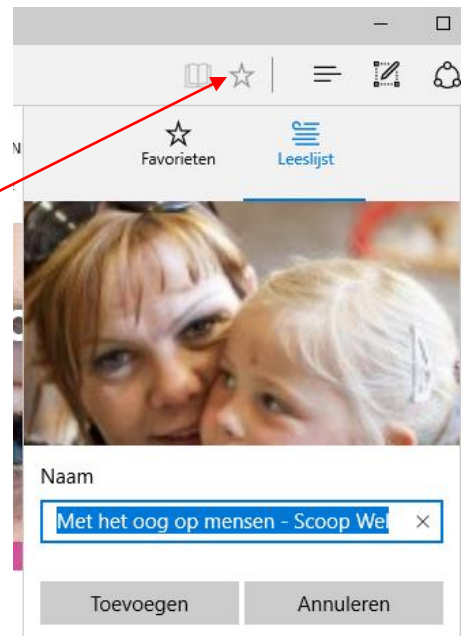 Favorieten Leeslijst
Naam
Met het oog op mensen - Scoop Wel
Toevoegen Annuleren